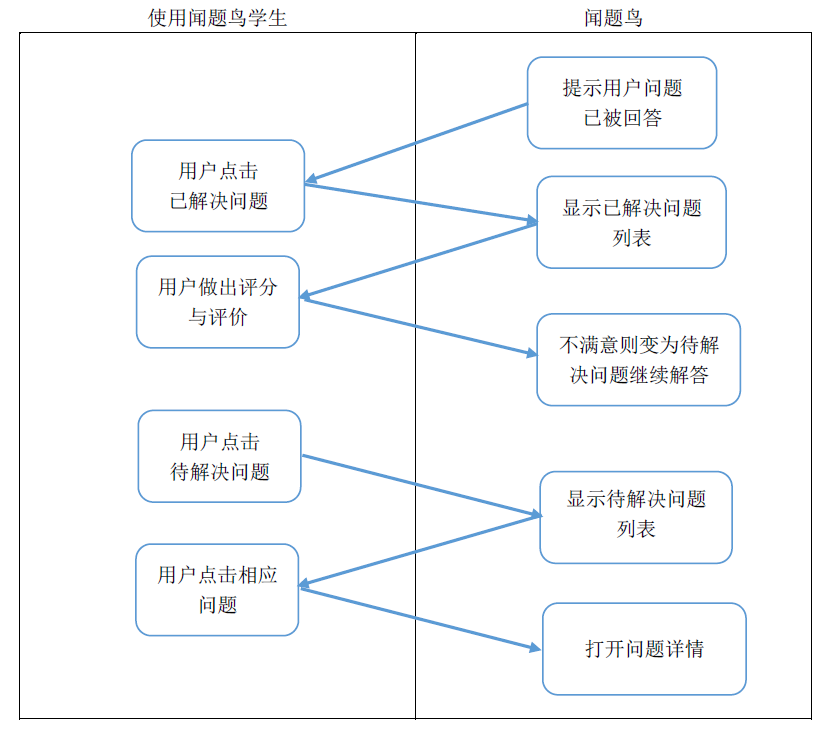 使用闻题鸟学生
闻题鸟
提示用户问题
已被回答
用户点击
已解决问题
显示已解决问题
列表
用户做出评分
与评价
不满意则变为待解
决问题继续解答
用户点击
待解决问题
显示待解决问题
列表
用户点击相应
问题
打开问题详情